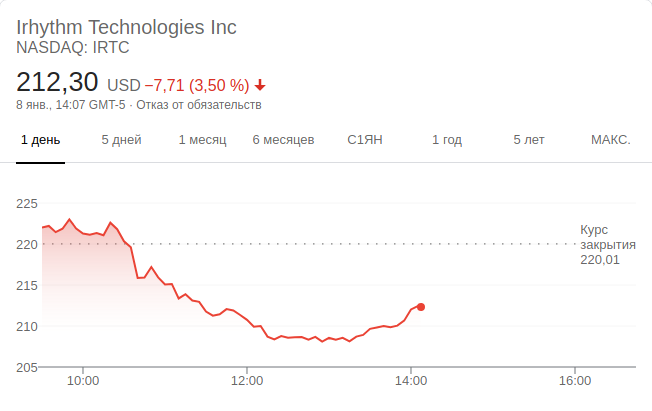 Irhythm Technologies Inc
NASDAQ: IRTC
212,30 USD −7,71 (3,50 %)
8 янв., 14:07 GMT-5 · Отказ от обязательств
1 день 5 дней 1 месяц 6 месяцев С1ЯН 1 год 5 лет МАКС.
225
220
215
210
205
Курс
закрытия
220,01
10:00 12:00 14:00 16:00